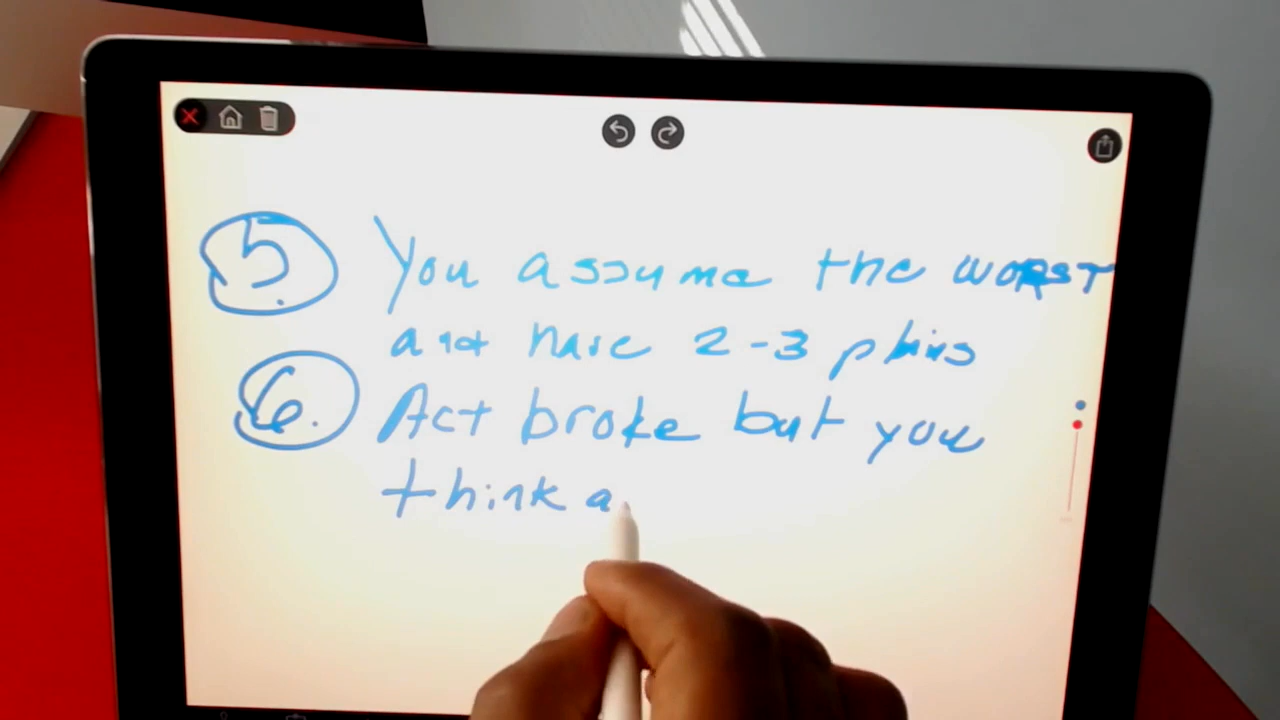 5. You assume the worst
and have 2-3 plans
6. Act broke but you
think a